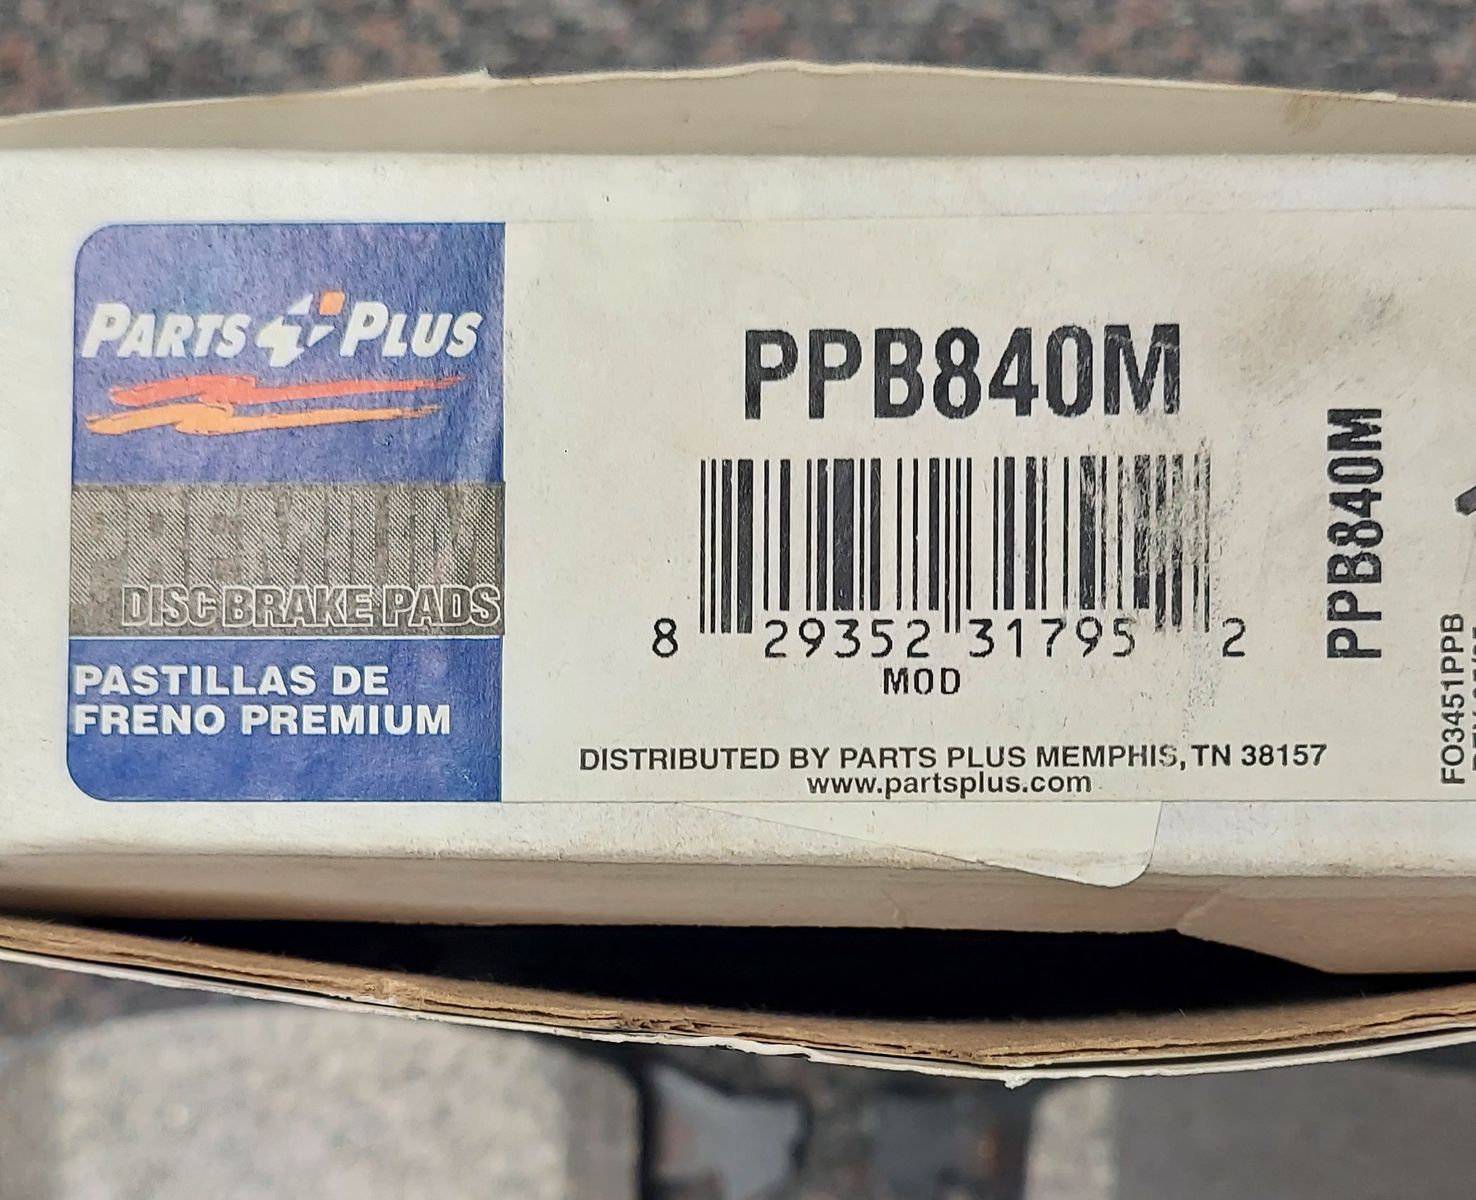 PARTS PLUS
PREMIUM
DISC BRAKE PADS
PASTILLAS DE
FRENO PREMIUM
PPB840M
8 29352 31795 2
MOD
DISTRIBUTED BY PARTS PLUS MEMPHIS, TN 38157
www.partsplus.com
PPB840M
FO3451PPB